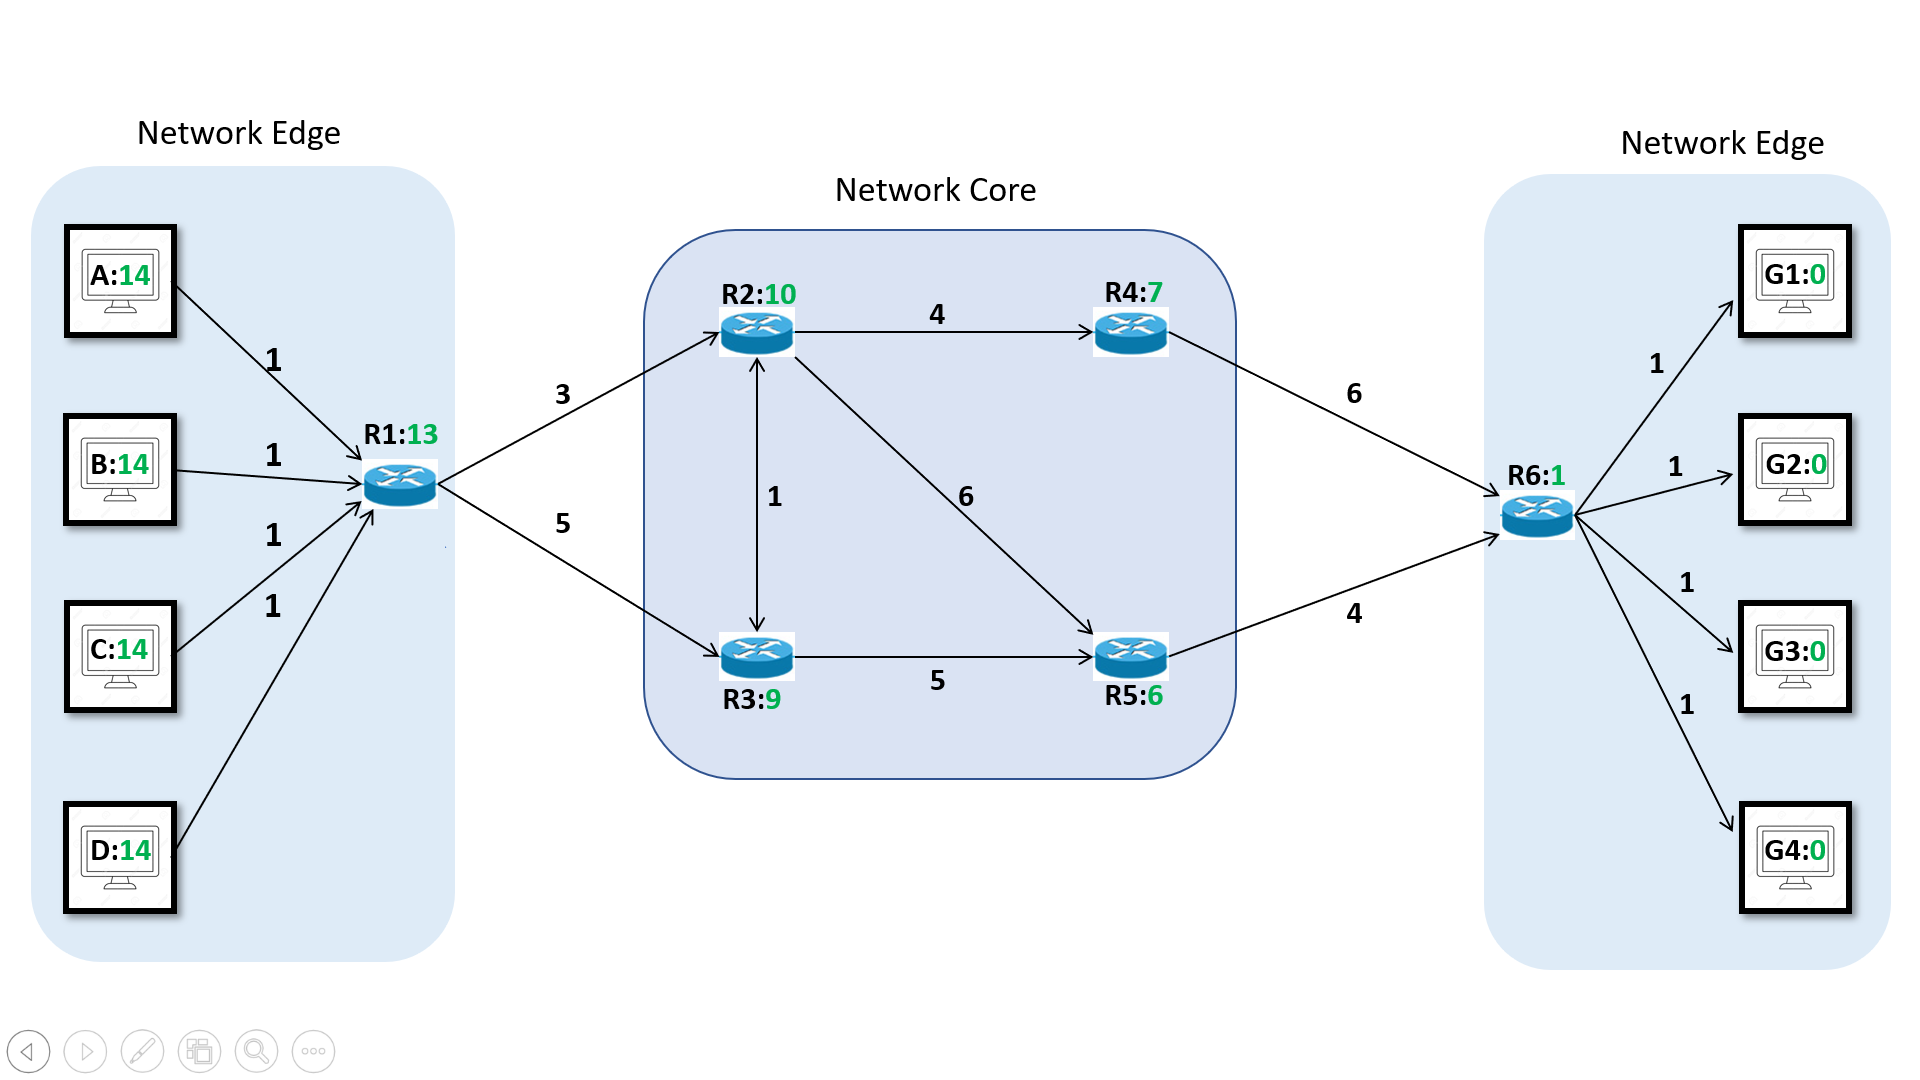 Network Edge
Network Edge
Network Core
A:14
B:14
C:14
D:14
1
1
1
1
R1:13
3
5
R2:10
4
R4:7
1
6
R3:9
5
R5:6
6
4
R6:1
1
1
1
1
G1:0
G2:0
G3:0
G4:0